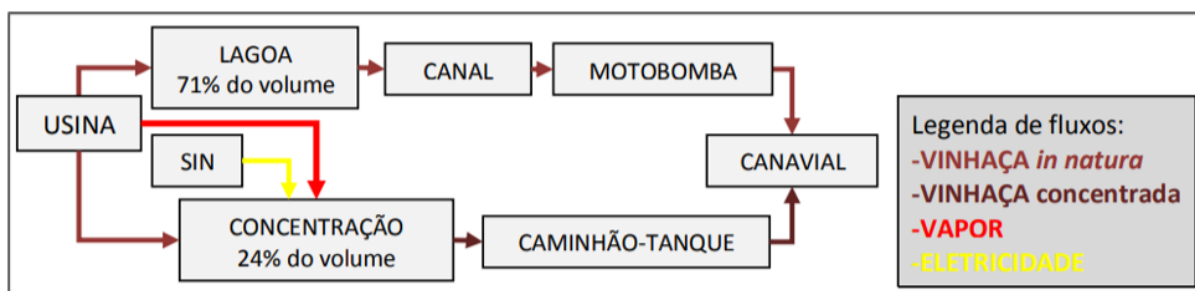 LAGOA
71% do volume
CANAL
MOTOBOMBA
USINA
SIN
CANAVIAL
CONCENTRAÇÃO
24% do volume
CAMINHÃO-TANQUE
Legenda de fluxos:
-VINHAÇA in natura
-VINHAÇA concentrada
-VAPOR
-ELETRICIDADE